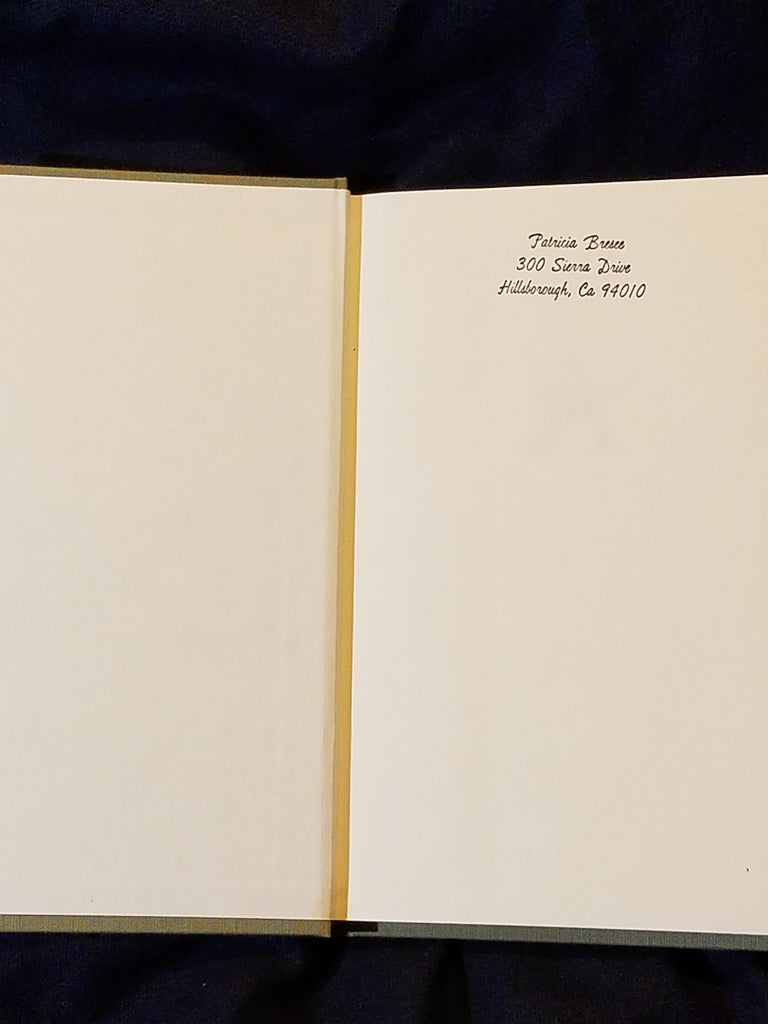 Patricia Bresee
300 Sierra Drive
Hillsborough, Ca 94010